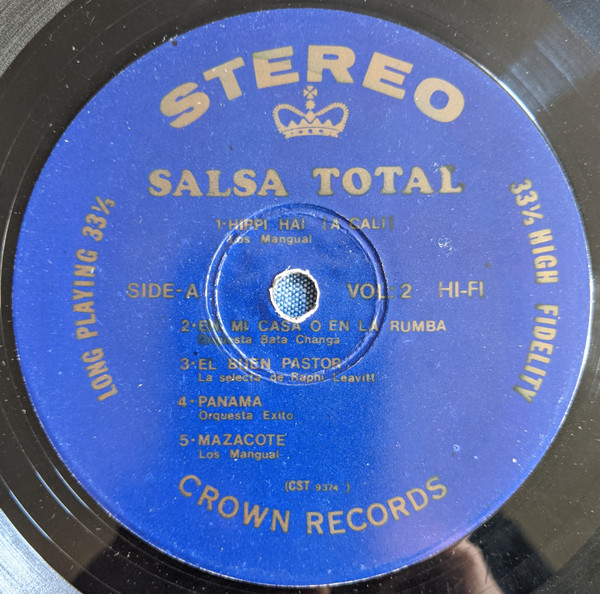 STEREO
SALSA TOTAL
1-HIPPI HAI [A CALI]
Los Mangual
SIDE-A VOL. 2 HI-FI
2-EN MI CASA O EN LA RUMBA
Orquesta Bata Changa
3-EL BUEN PASTOR
La selecta de Raphi Leavitt
4-PANAMA
Orquesta Exito
5-MAZACOTE
Los Mangual
(CST 9374 )
CROWN RECORDS
LONG PLAYING 33⅓
33⅓ HIGH FIDELITY